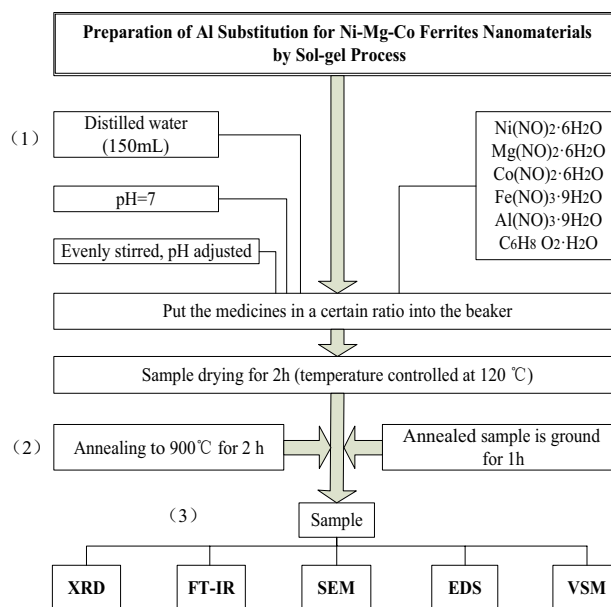 Preparation of Al Substitution for Ni-Mg-Co Ferrites Nanomaterials
by Sol-gel Process
（1）
Distilled water
(150mL)
pH=7
Evenly stirred, pH adjusted
Ni(NO)2·6H2O
Mg(NO)2·6H2O
Co(NO)2·6H2O
Fe(NO)3·9H2O
Al(NO)3·9H2O
C6H8 O2·H2O
Put the medicines in a certain ratio into the beaker
Sample drying for 2h (temperature controlled at 120 ℃)
（2）
Annealing to 900℃ for 2 h
Annealed sample is ground
for 1h
（3）
Sample
XRD
FT-IR
SEM
EDS
VSM